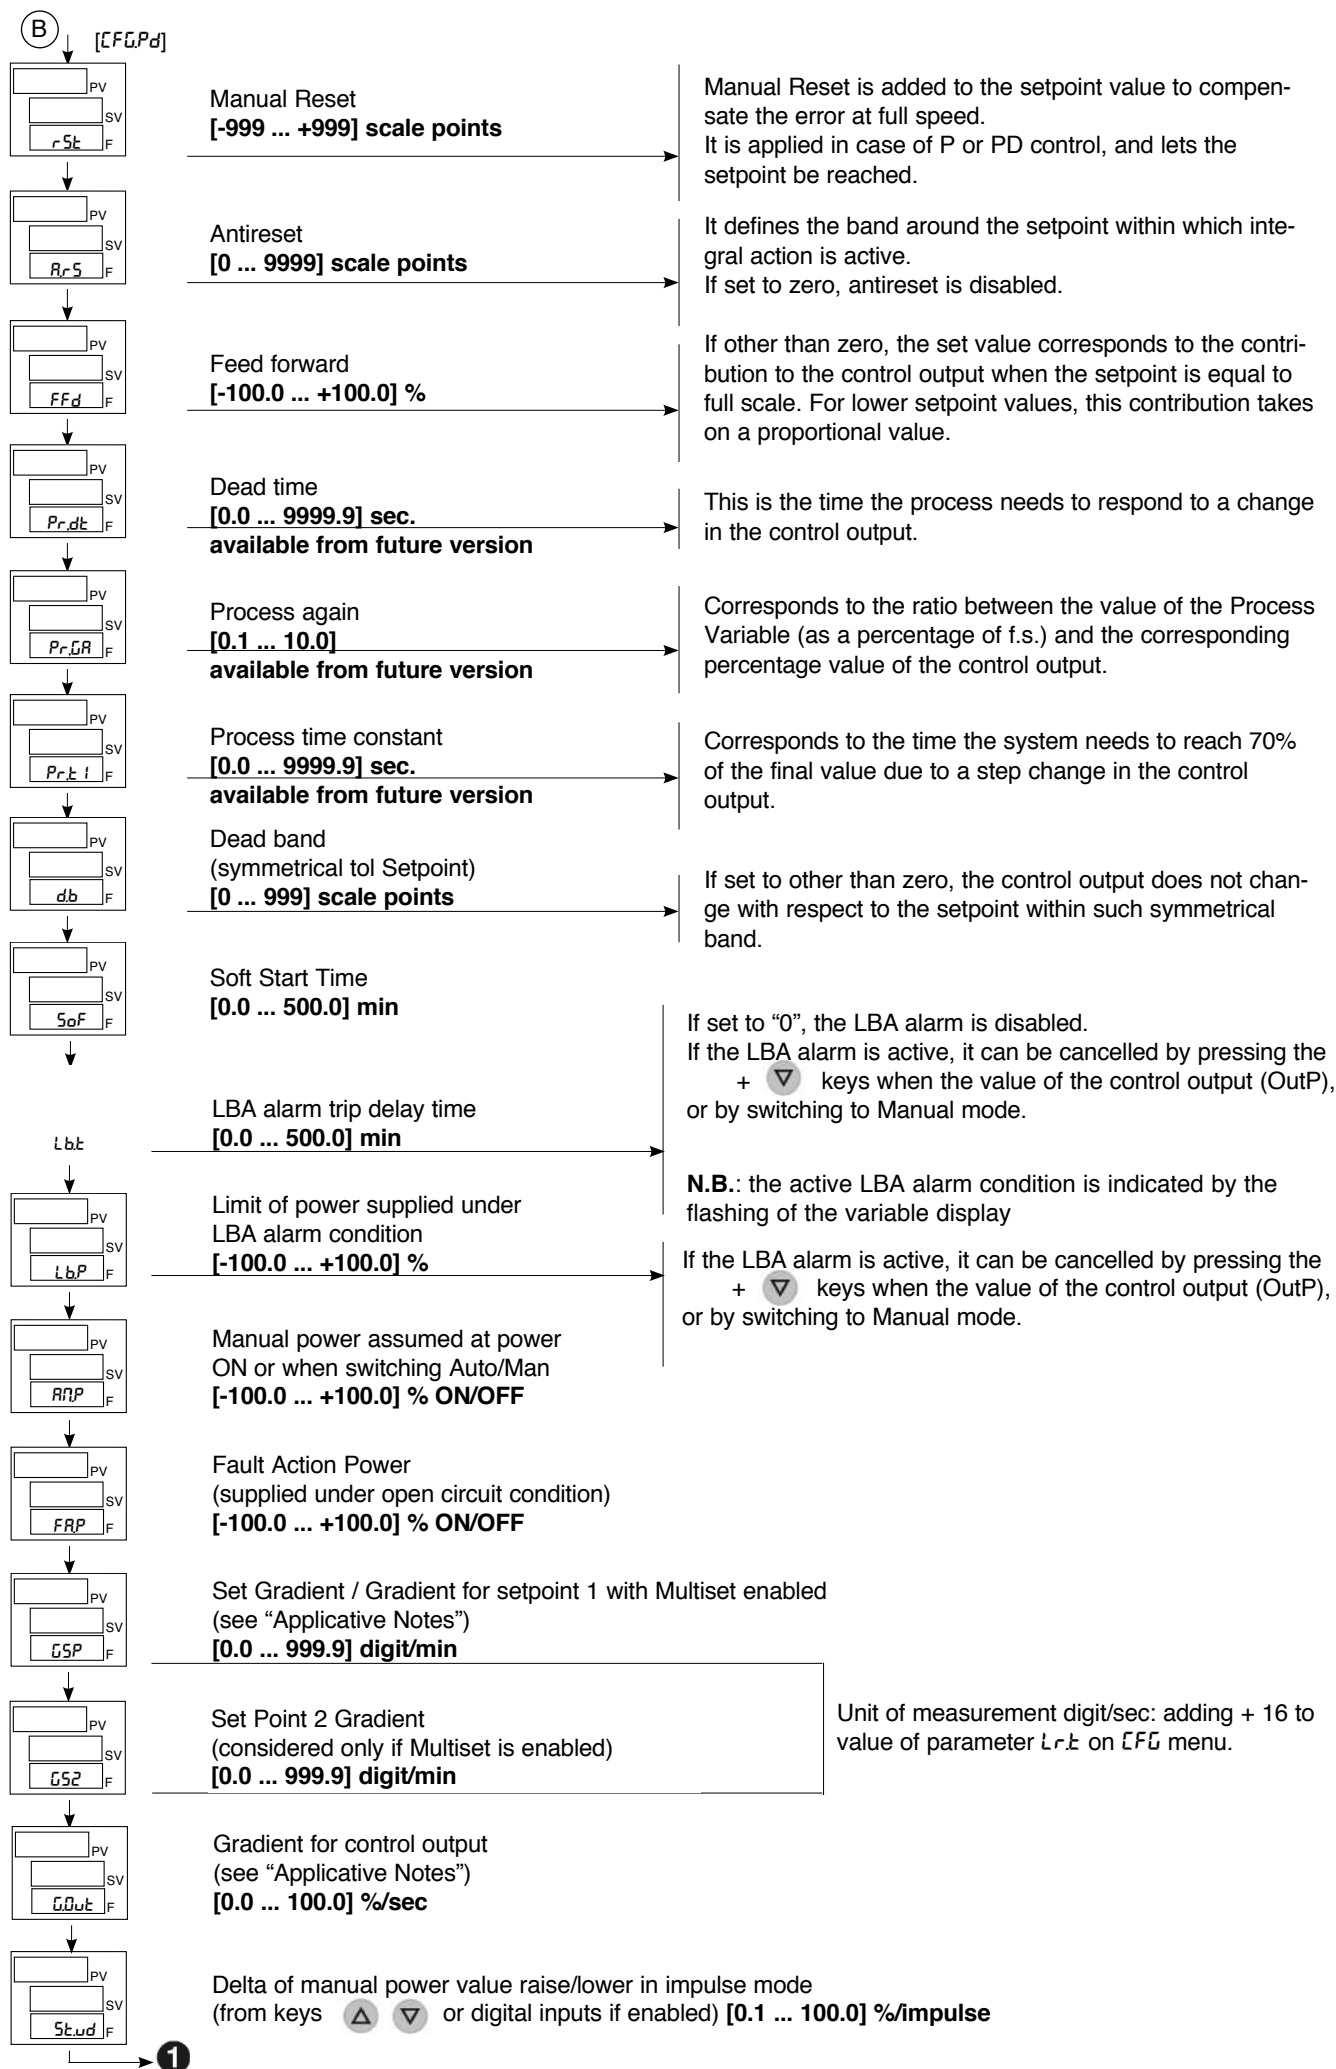 B
[CFG.Pd]
PV
SV
rSt F
Manual Reset
[-999 ... +999] scale points
Manual Reset is added to the setpoint value to compen-
sate the error at full speed.
It is applied in case of P or PD control, and lets the
setpoint be reached.
PV
SV
A.rS F
Antireset
[0 ... 9999] scale points
It defines the band around the setpoint within which inte-
gral action is active.
If set to zero, antireset is disabled.
PV
SV
FFd F
Feed forward
[-100.0 ... +100.0] %
If other than zero, the set value corresponds to the contri-
bution to the control output when the setpoint is equal to
full scale. For lower setpoint values, this contribution takes
on a proportional value.
PV
SV
Pr.dt F
Dead time
[0.0 ... 9999.9] sec.
available from future version
This is the time the process needs to respond to a change
in the control output.
PV
SV
Pr.GA F
Process again
[0.1 ... 10.0]
available from future version
Corresponds to the ratio between the value of the Process
Variable (as a percentage of f.s.) and the corresponding
percentage value of the control output.
PV
SV
Pr.t1 F
Process time constant
[0.0 ... 9999.9] sec.
available from future version
Corresponds to the time the system needs to reach 70%
of the final value due to a step change in the control
output.
PV
SV
d.b F
Dead band
(symmetrical tol Setpoint)
[0 ... 999] scale points
If set to other than zero, the control output does not chan-
ge with respect to the setpoint within such symmetrical
band.
PV
SV
SoF F
Soft Start Time
[0.0 ... 500.0] min
Lb.t
LBA alarm trip delay time
[0.0 ... 500.0] min
If set to “0”, the LBA alarm is disabled.
If the LBA alarm is active, it can be cancelled by pressing the
+ ▽ keys when the value of the control output (OutP),
or by switching to Manual mode.
N.B.: the active LBA alarm condition is indicated by the
flashing of the variable display
PV
SV
Lb.P F
Limit of power supplied under
LBA alarm condition
[-100.0 ... +100.0] %
If the LBA alarm is active, it can be cancelled by pressing the
+ ▽ keys when the value of the control output (OutP),
or by switching to Manual mode.
PV
SV
AM.P F
Manual power assumed at power
ON or when switching Auto/Man
[-100.0 ... +100.0] % ON/OFF
PV
SV
FA.P F
Fault Action Power
(supplied under open circuit condition)
[-100.0 ... +100.0] % ON/OFF
PV
SV
G.SP F
Set Gradient / Gradient for setpoint 1 with Multiset enabled
(see “Applicative Notes”)
[0.0 ... 999.9] digit/min
PV
SV
G.S2 F
Set Point 2 Gradient
(considered only if Multiset is enabled)
[0.0 ... 999.9] digit/min
Unit of measurement digit/sec: adding + 16 to
value of parameter Lr.t on CFG menu.
PV
SV
G.Out F
Gradient for control output
(see “Applicative Notes”)
[0.0 ... 100.0] %/sec
PV
SV
St.ud F
Delta of manual power value raise/lower in impulse mode
(from keys △ ▽ or digital inputs if enabled) [0.1 ... 100.0] %/impulse
1